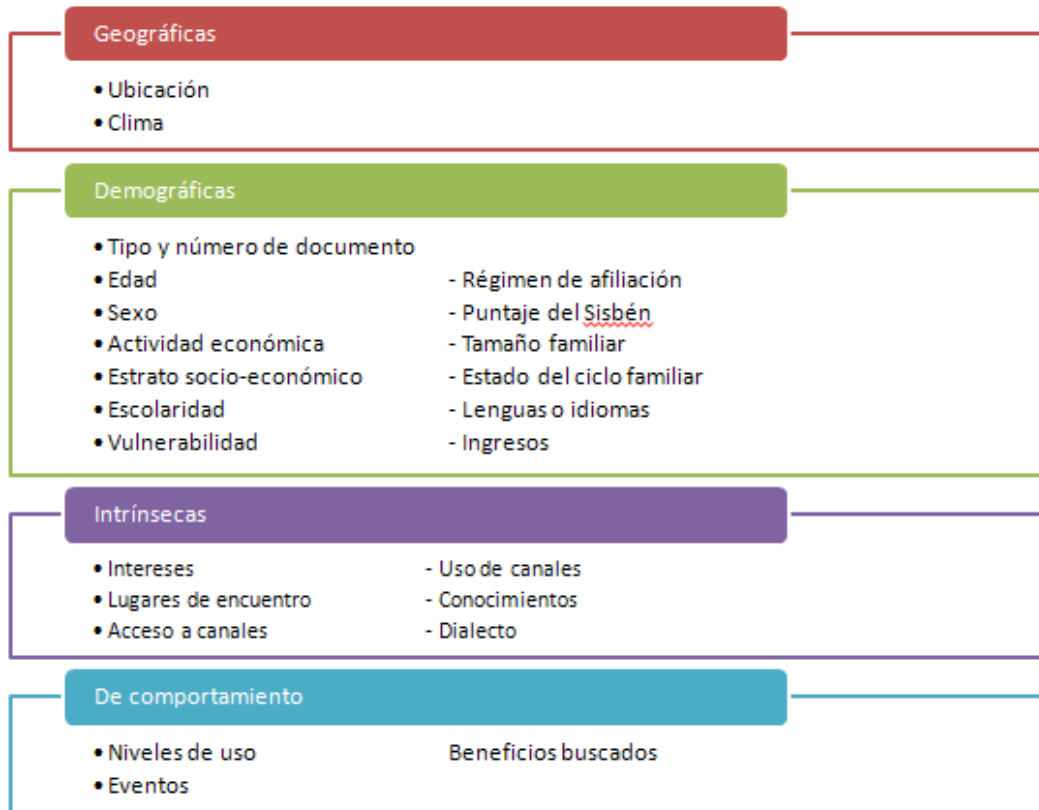 Geográficas
• Ubicación
• Clima
Demográficas
• Tipo y número de documento
• Edad - Régimen de afiliación
• Sexo - Puntaje del Sisbén
• Actividad económica - Tamaño familiar
• Estrato socio-económico - Estado del ciclo familiar
• Escolaridad - Lenguas o idiomas
• Vulnerabilidad - Ingresos
Intrínsecas
• Intereses - Uso de canales
• Lugares de encuentro - Conocimientos
• Acceso a canales - Dialecto
De comportamiento
• Niveles de uso Beneficios buscados
• Eventos